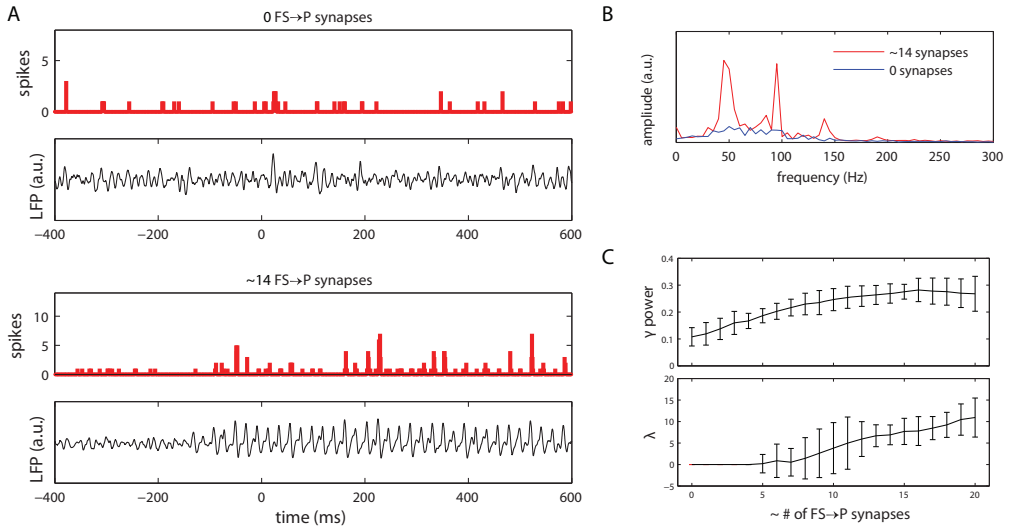 A
0 FS→P synapses
spikes
5
0
LFP (a.u.)
−400
−200
0
200
400
600
~14 FS→P synapses
spikes
10
5
0
LFP (a.u.)
−400
−200
0
200
400
600
time (ms)
B
~14 synapses
0 synapses
ampliude (a.u.)
0
50
100
150
200
250
300
frequency (Hz)
C
0.4
0.3
0.2
0.1
0
γ power
20
15
10
5
0
−5
λ
0
5
10
15
20
~ # of FS→P synapses